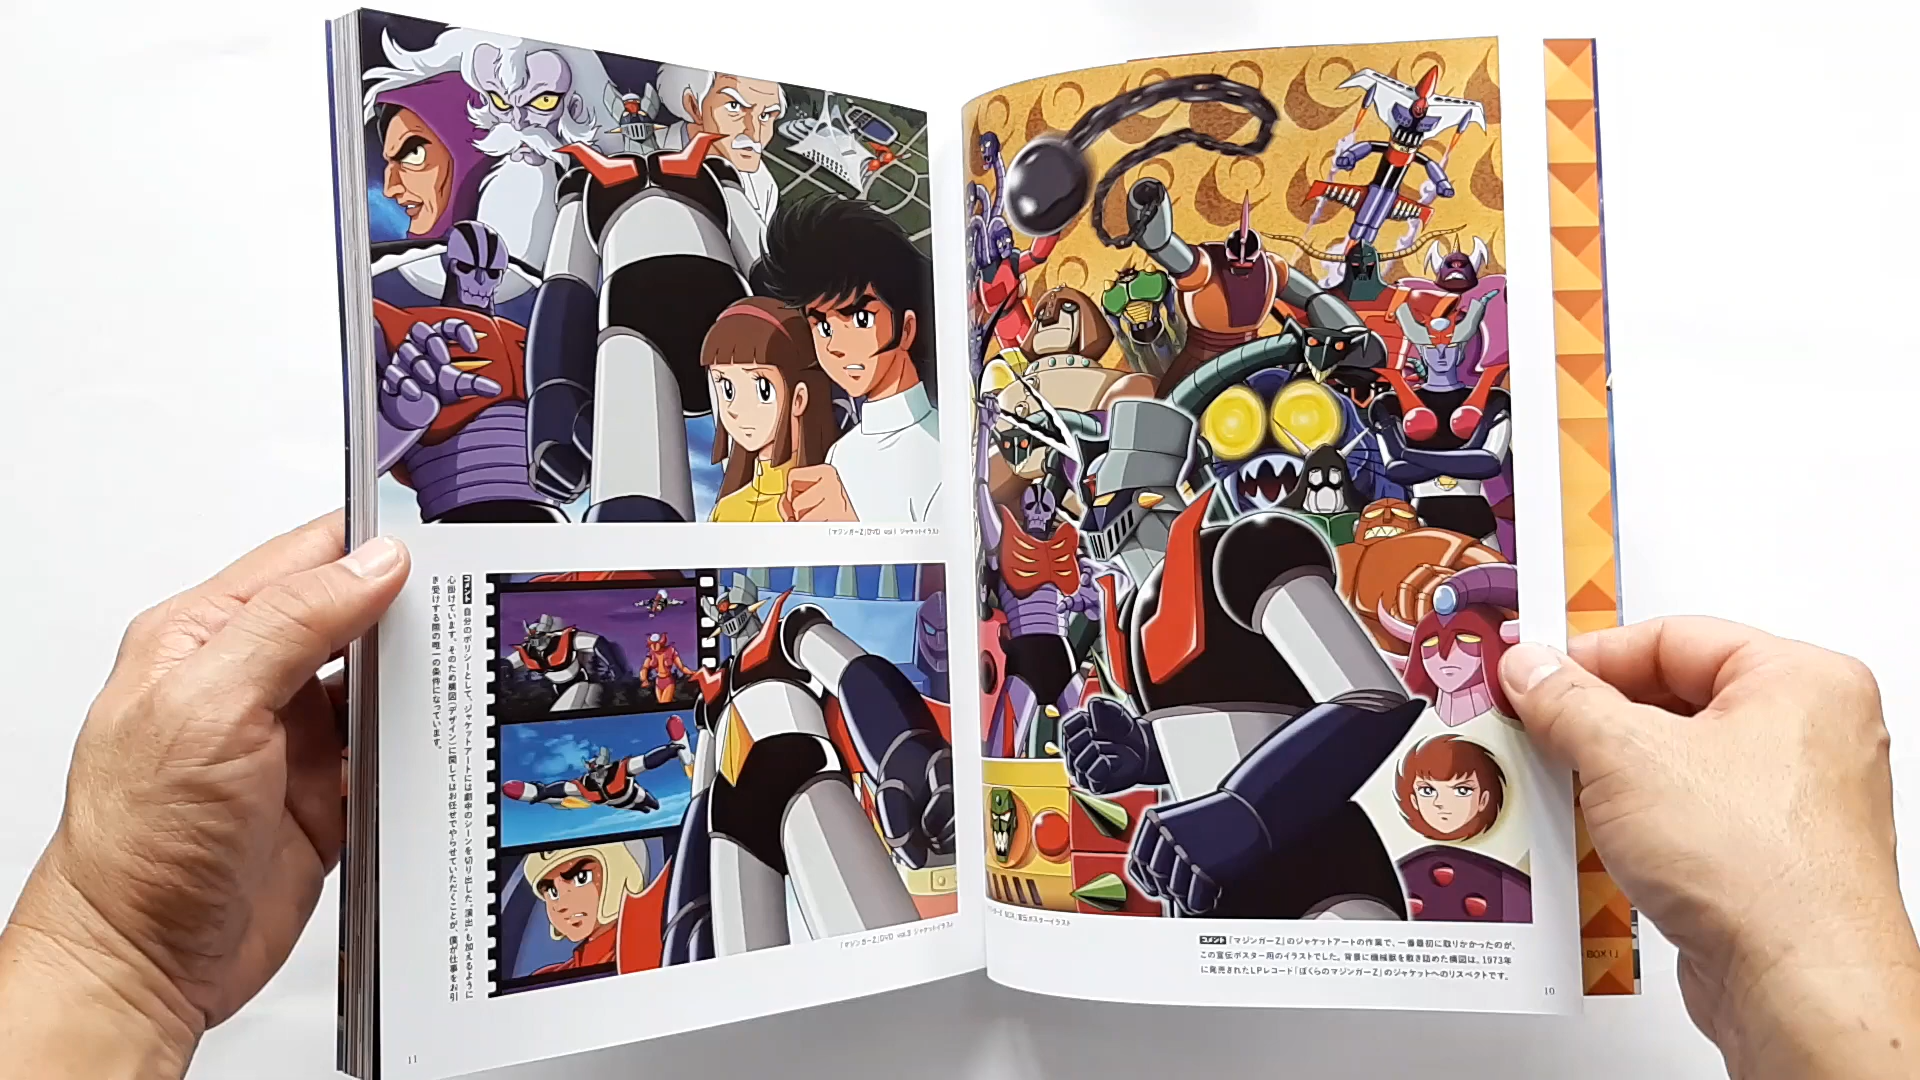 「マジンガーZ BOX」宣伝ポスターイラスト
コメント 「マジンガーZ」のジャケットアートの作業で、一番最初に取りかかったのが、
この宣伝ポスター用のイラストでした。背景に機械獣を敷き詰めた構図は、1973年
に発売されたLPレコード「ぼくらのマジンガーZ」のジャケットへのリスペクトです。
10
BOX 1」
「マジンガーZ」DVD vol.1 ジャケットイラスト
コメント 自分のポリシーとして、ジャケットアートには劇中のシーンを切り出した“演出”も加えるように
心掛けています。そのため構図(デザイン)に関してはお任せでやらせていただくことが、僕が仕事をお引
き受けする際の唯一の条件になっています。
「マジンガーZ」DVD vol.3 ジャケットイラスト
11